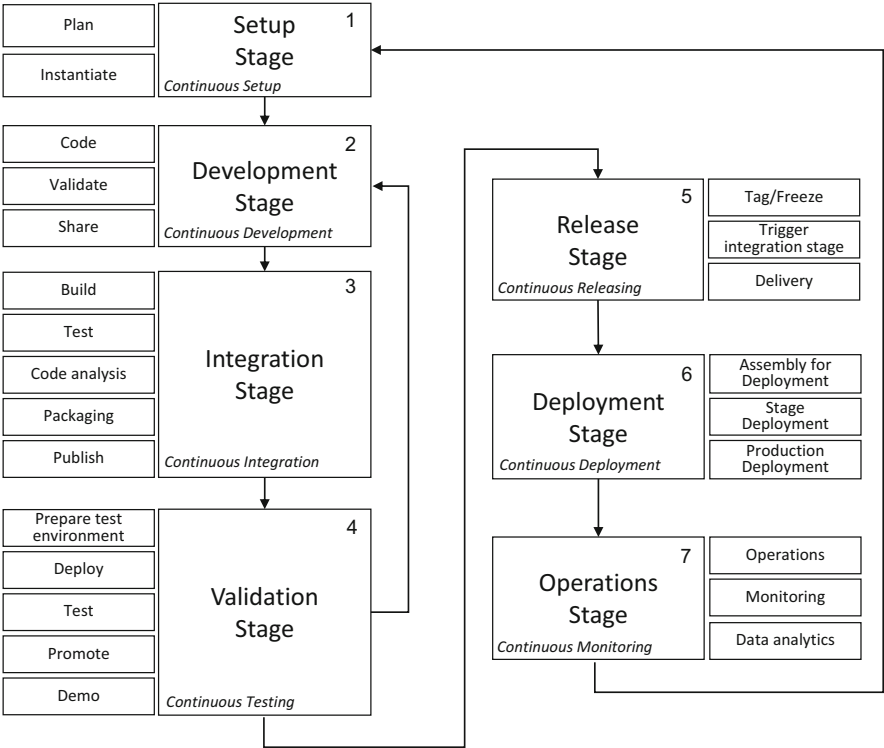 Plan
Instantiate
1
Setup
Stage
Continuous Setup
Code
Validate
Share
2
Development
Stage
Continuous Development
Build
Test
Code analysis
Packaging
Publish
3
Integration
Stage
Continuous Integration
Prepare test
environment
Deploy
Test
Promote
Demo
4
Validation
Stage
Continuous Testing
5
Release
Stage
Continuous Releasing
Tag/Freeze
Trigger
integration stage
Delivery
6
Deployment
Stage
Continuous Deployment
Assembly for
Deployment
Stage
Deployment
Production
Deployment
7
Operations
Stage
Continuous Monitoring
Operations
Monitoring
Data analytics